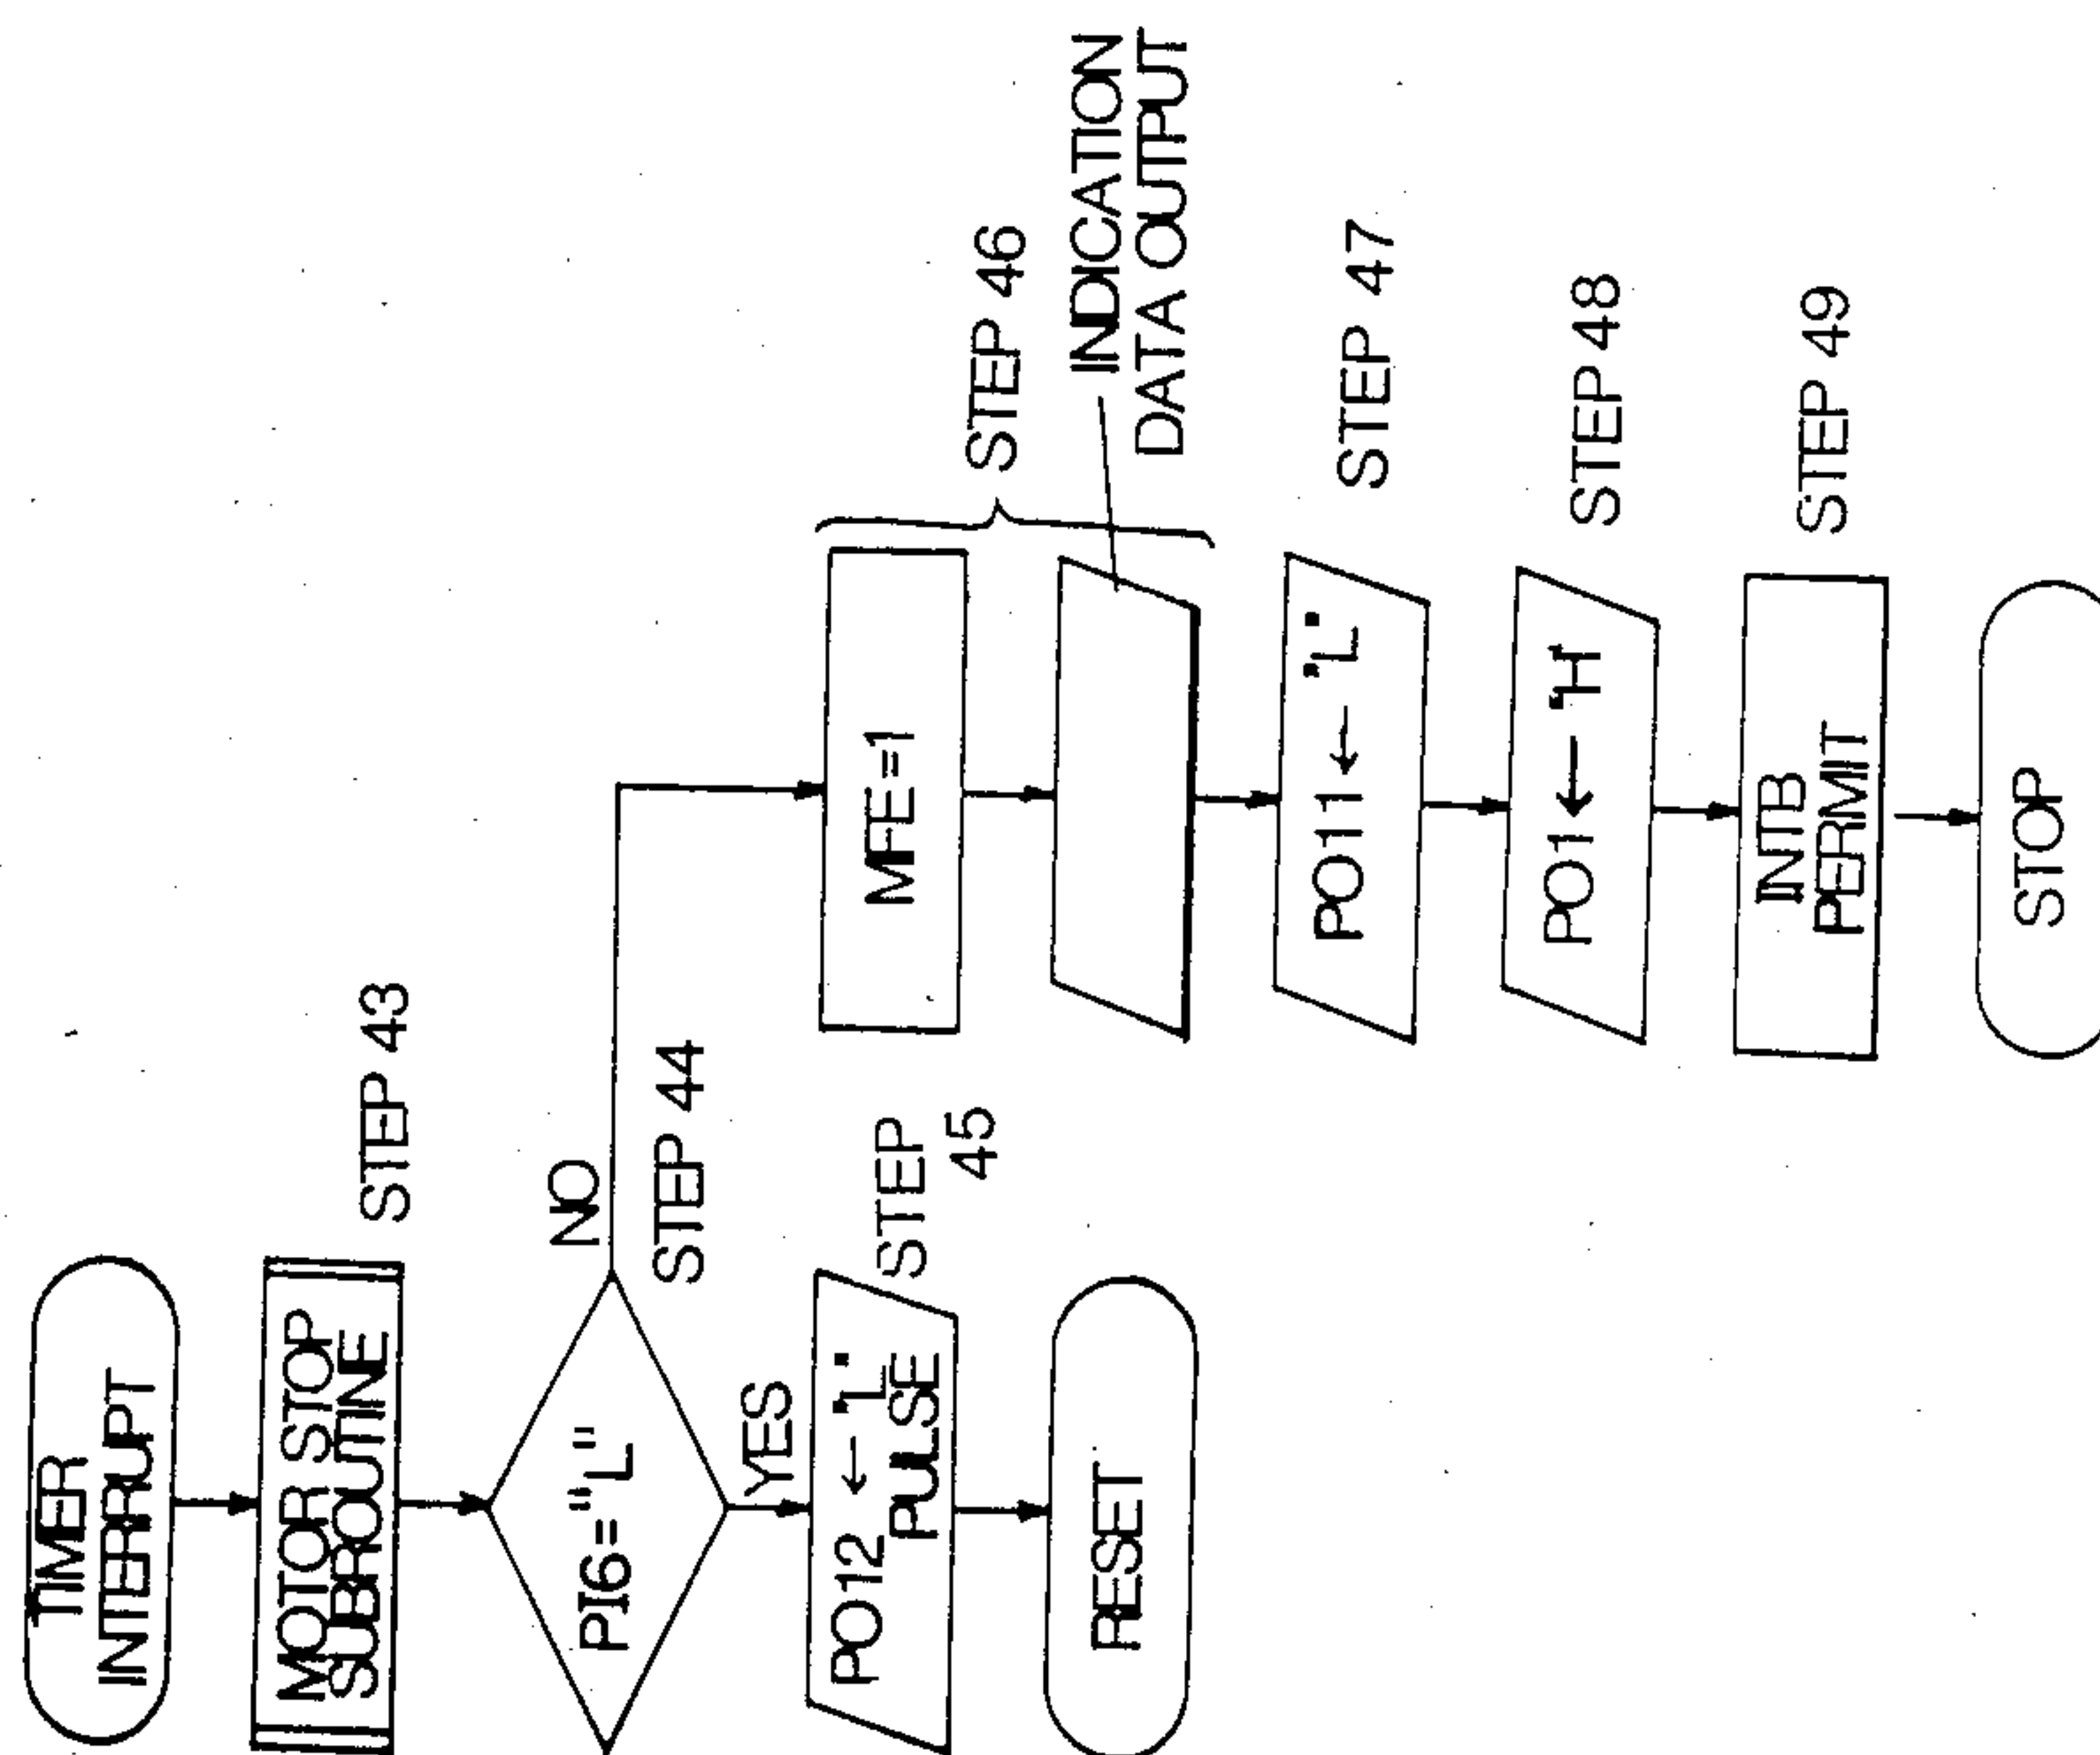 TIMER
INTERRUPT
MOTOR STOP
SUBROUTINE
STEP 43
PI6="L"
NO
STEP 44
YES
PO12 ← "L"
PULSE
STEP
45
RESET
MFE=1
STEP 46
INDICATION
DATA OUTPUT
PO11 ← "L"
STEP 47
PO1 ← "H
STEP 48
INTB
PERMIT
STEP 49
STOP